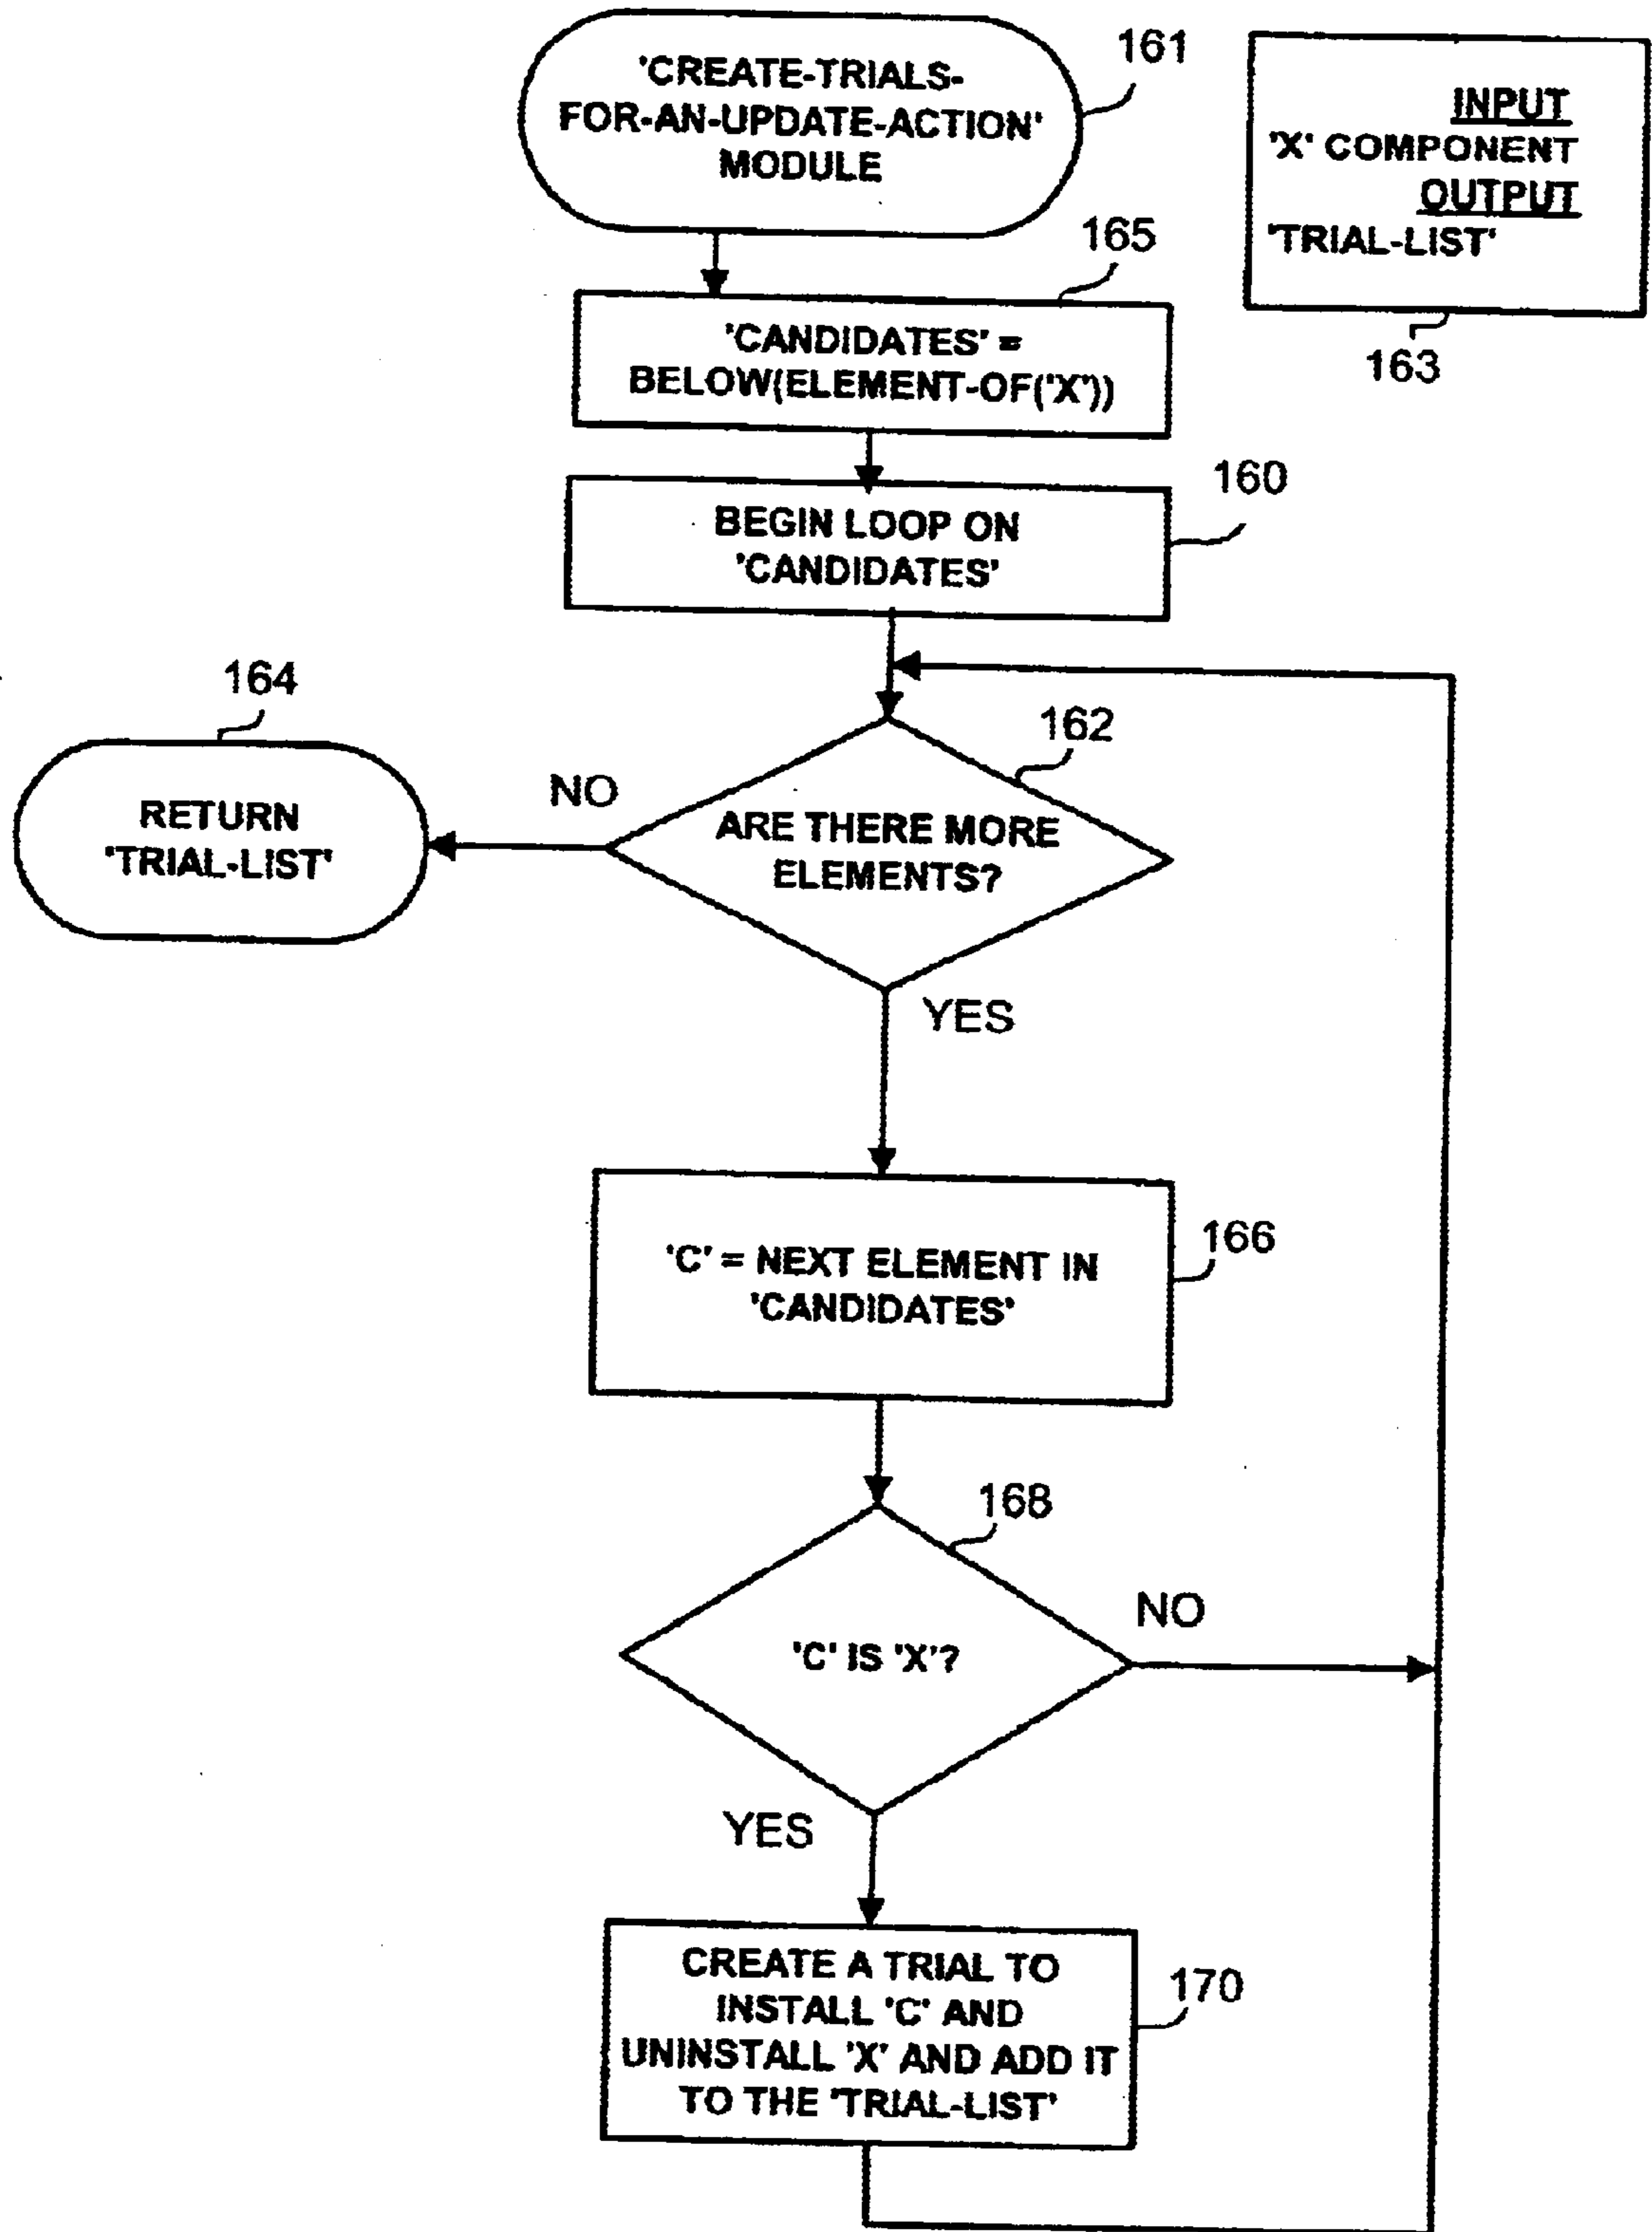 'CREATE-TRIALS-
FOR-AN-UPDATE-ACTION'
MODULE
161
INPUT
'X' COMPONENT
OUTPUT
'TRIAL-LIST'
163
165
'CANDIDATES' =
BELOW(ELEMENT-OF('X'))
160
BEGIN LOOP ON
'CANDIDATES'
164
RETURN
'TRIAL-LIST'
NO
162
ARE THERE MORE
ELEMENTS?
YES
'C' = NEXT ELEMENT IN
'CANDIDATES'
166
168
'C' IS 'X'?
NO
YES
CREATE A TRIAL TO
INSTALL 'C' AND
UNINSTALL 'X' AND ADD IT
TO THE 'TRIAL-LIST'
170